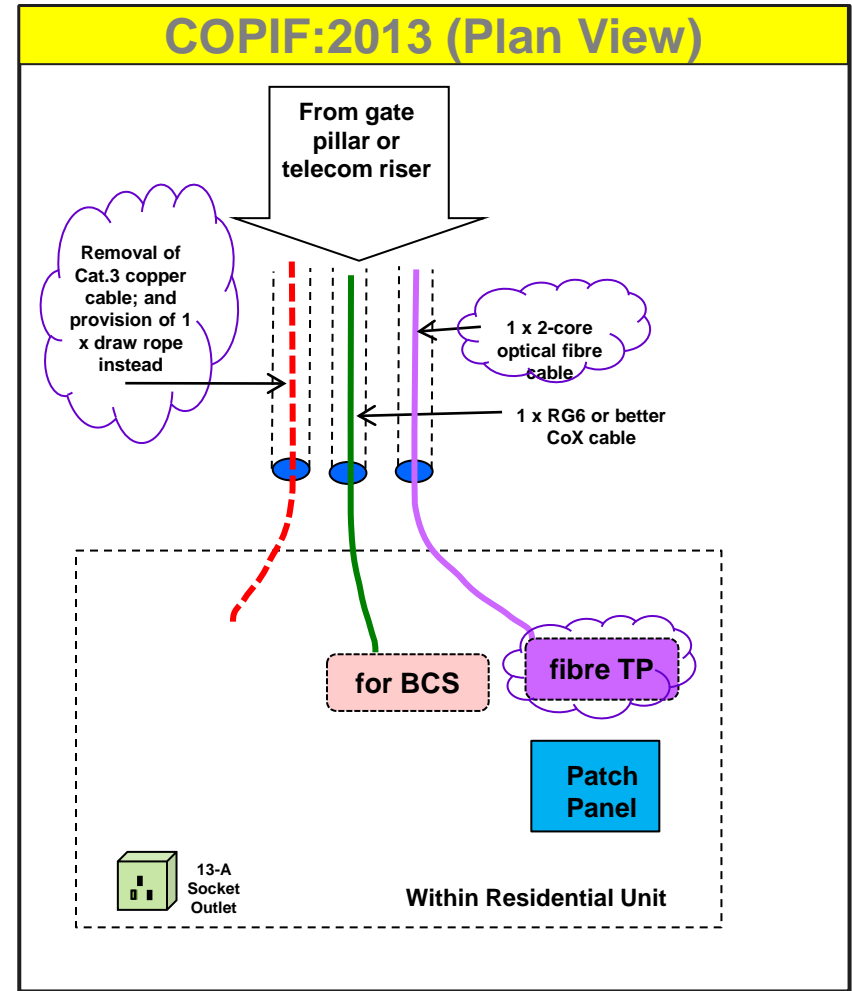 COPIF:2013 (Plan View)
From gate
pillar or
telecom riser
Removal of
Cat.3 copper
cable; and
provision of 1
x draw rope
instead
1 x 2-core
optical fibre
cable
1 x RG6 or better
CoX cable
for BCS
fibre TP
Patch
Panel
13-A
Socket
Outlet
Within Residential Unit